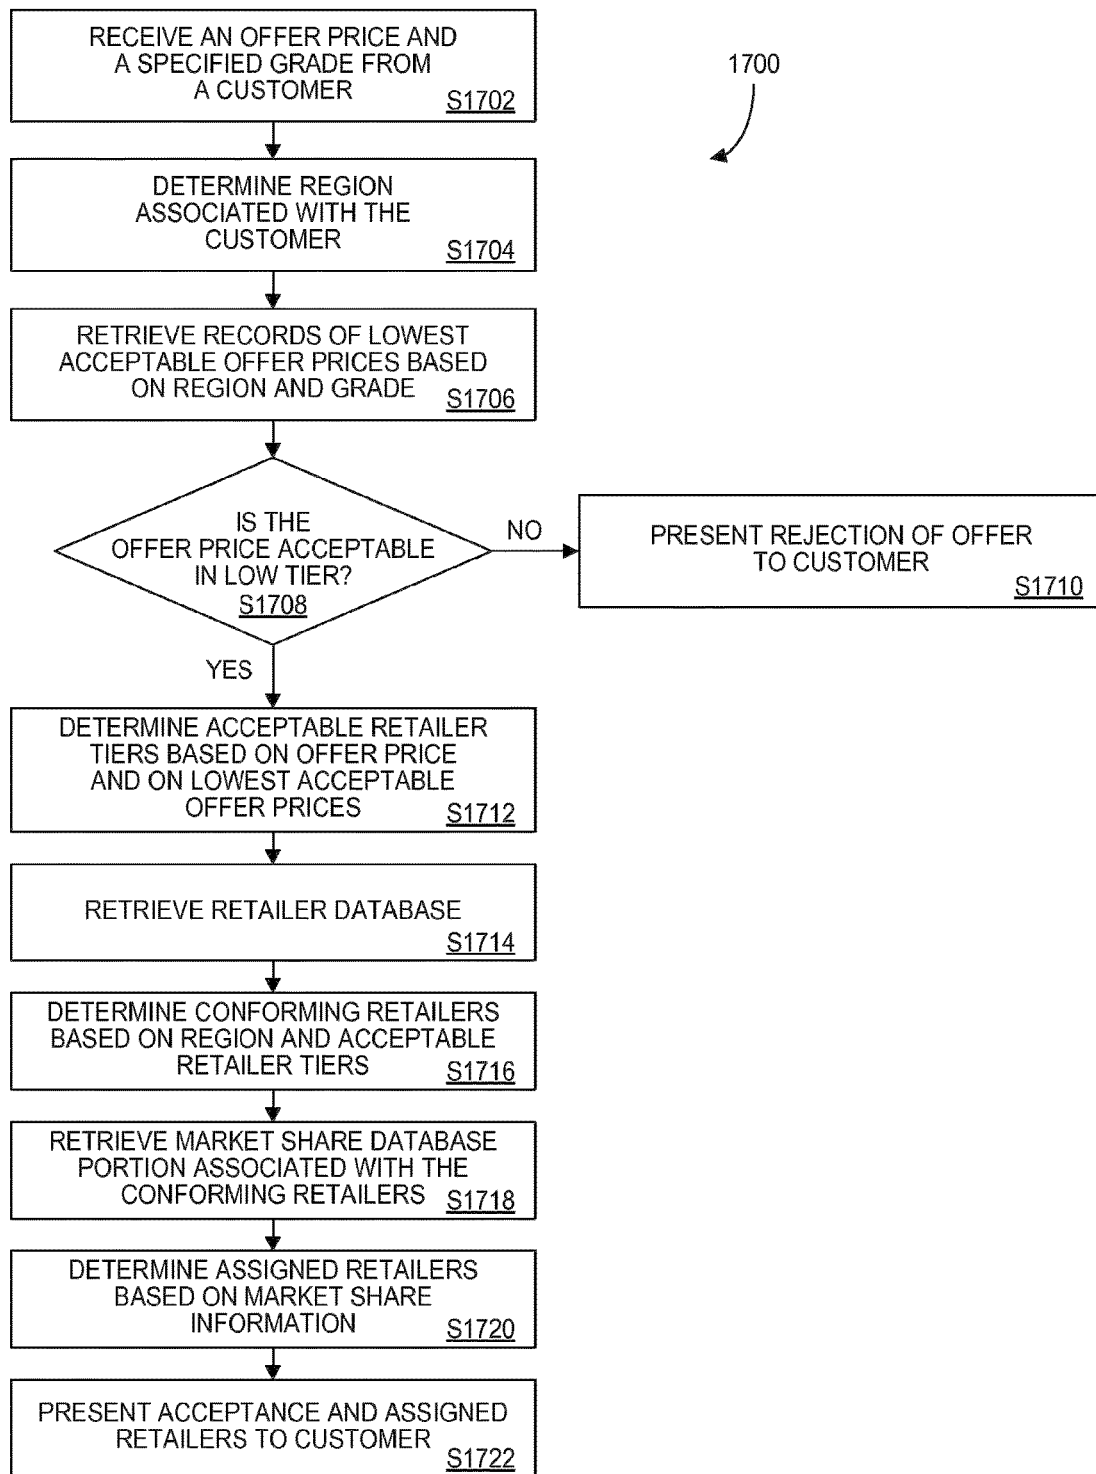 RECEIVE AN OFFER PRICE AND
A SPECIFIED GRADE FROM
A CUSTOMER
S1702
1700
DETERMINE REGION
ASSOCIATED WITH THE
CUSTOMER
S1704
RETRIEVE RECORDS OF LOWEST
ACCEPTABLE OFFER PRICES BASED
ON REGION AND GRADE
S1706
IS THE
OFFER PRICE ACCEPTABLE
IN LOW TIER?
S1708
NO
PRESENT REJECTION OF OFFER
TO CUSTOMER
S1710
YES
DETERMINE ACCEPTABLE RETAILER
TIERS BASED ON OFFER PRICE
AND ON LOWEST ACCEPTABLE
OFFER PRICES
S1712
RETRIEVE RETAILER DATABASE
S1714
DETERMINE CONFORMING RETAILERS
BASED ON REGION AND ACCEPTABLE
RETAILER TIERS
S1716
RETRIEVE MARKET SHARE DATABASE
PORTION ASSOCIATED WITH THE
CONFORMING RETAILERS
S1718
DETERMINE ASSIGNED RETAILERS
BASED ON MARKET SHARE
INFORMATION
S1720
PRESENT ACCEPTANCE AND ASSIGNED
RETAILERS TO CUSTOMER
S1722